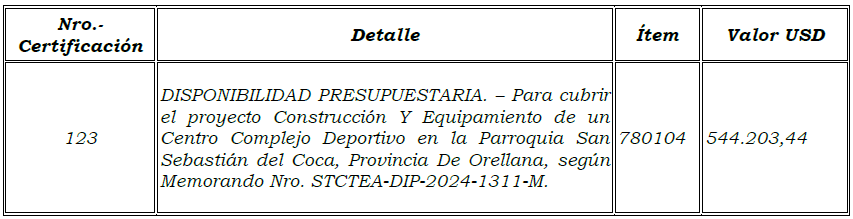 Nro.-
Certificación
Detalle
Ítem
Valor USD
123
DISPONIBILIDAD PRESUPUESTARIA. – Para cubrir
el proyecto Construcción Y Equipamiento de un
Centro Complejo Deportivo en la Parroquia San
Sebastián del Coca, Provincia De Orellana, según
Memorando Nro. STCTEA-DIP-2024-1311-M.
780104
544.203,44